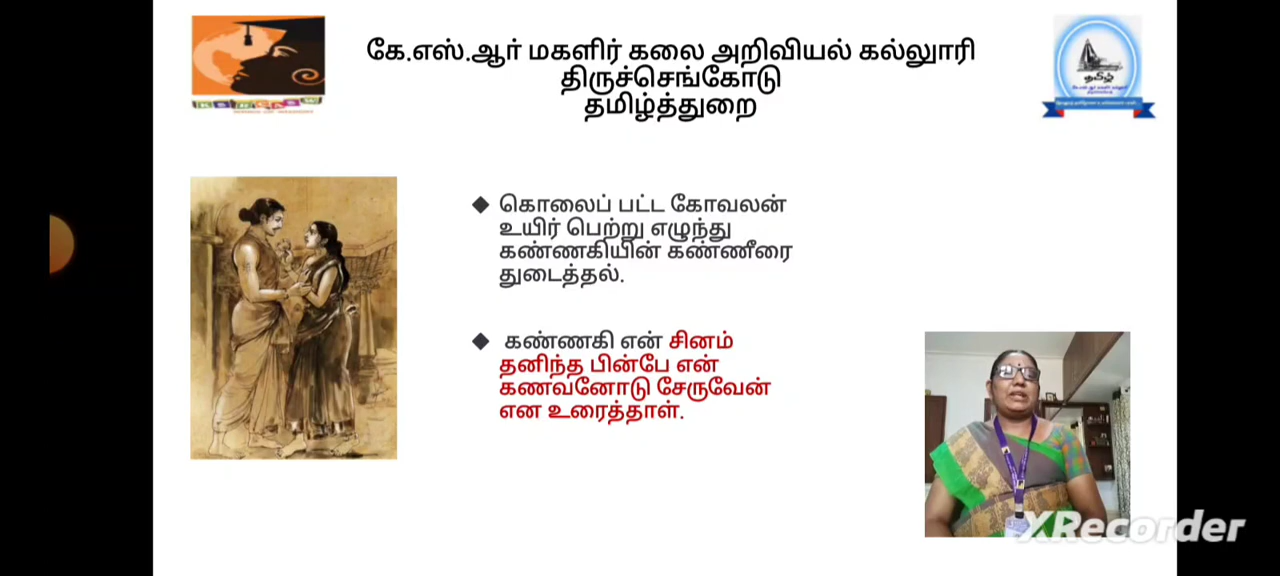 கே.எஸ்.ஆர் மகளிர் கலை அறிவியல் கல்லூரி
திருச்செங்கோடு
தமிழ்த்துறை
தமிழ்
கொலைப் பட்ட கோவலன்
உயிர் பெற்று எழுந்து
கண்ணகியின் கண்ணீரை
துடைத்தல்.
கண்ணகி என் சினம்
தனிந்த பின்பே என்
கணவனோடு சேருவேன்
என உரைத்தாள்.
XRecorder